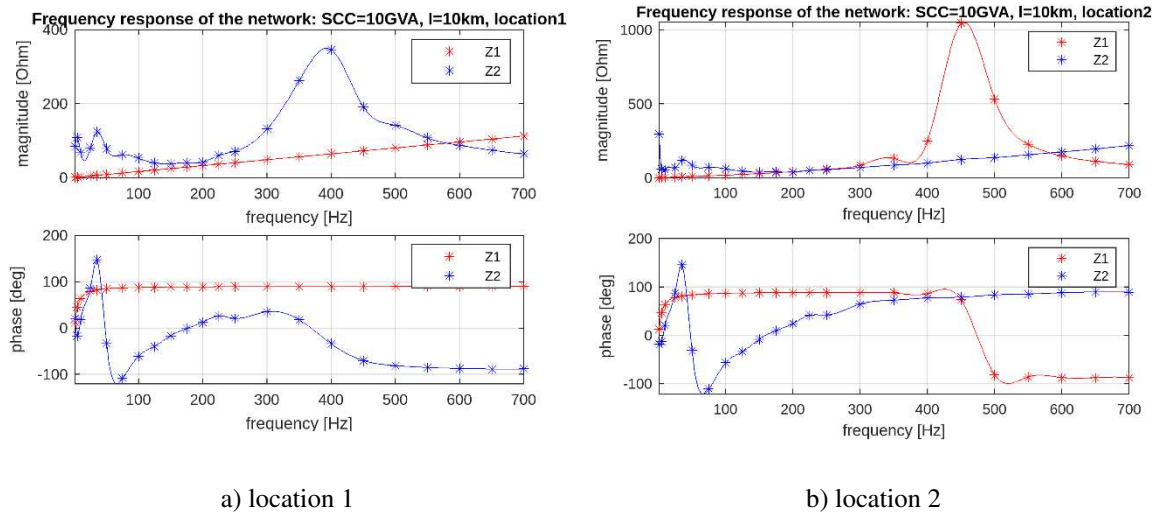 Frequency response of the network: SCC=10GVA, l=10km, location1
400
200
0
magnitude [Ohm]
Z1
Z2
100 200 300 400 500 600 700
frequency [Hz]
200
100
0
-100
phase [deg]
Z1
Z2
100 200 300 400 500 600 700
frequency [Hz]
a) location 1
Frequency response of the network: SCC=10GVA, l=10km, location2
1000
500
0
magnitude [Ohm]
Z1
Z2
100 200 300 400 500 600 700
frequency [Hz]
200
100
0
-100
phase [deg]
Z1
Z2
100 200 300 400 500 600 700
frequency [Hz]
b) location 2